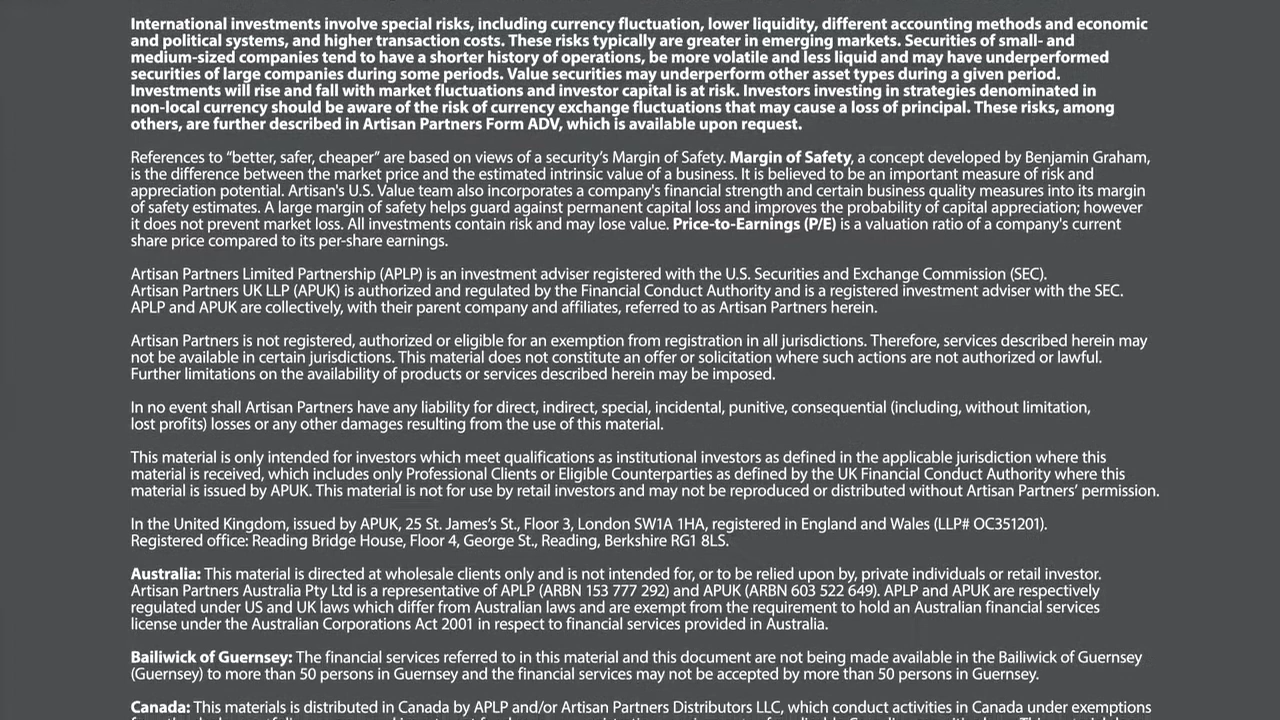 International investments involve special risks, including currency fluctuation, lower liquidity, different accounting methods and economic
and political systems, and higher transaction costs. These risks typically are greater in emerging markets. Securities of small- and
medium-sized companies tend to have a shorter history of operations, be more volatile and less liquid and may have underperformed
securities of large companies during some periods. Value securities may underperform other asset types during a given period.
Investments will rise and fall with market fluctuations and investor capital is at risk. Investors investing in strategies denominated in
non-local currency should be aware of the risk of currency exchange fluctuations that may cause a loss of principal. These risks, among
others, are further described in Artisan Partners Form ADV, which is available upon request.
References to “better, safer, cheaper” are based on views of a security’s Margin of Safety. Margin of Safety, a concept developed by Benjamin Graham,
is the difference between the market price and the estimated intrinsic value of a business. It is believed to be an important measure of risk and
appreciation potential. Artisan's U.S. Value team also incorporates a company's financial strength and certain business quality measures into its margin
of safety estimates. A large margin of safety helps guard against permanent capital loss and improves the probability of capital appreciation; however
it does not prevent market loss. All investments contain risk and may lose value. Price-to-Earnings (P/E) is a valuation ratio of a company's current
share price compared to its per-share earnings.
Artisan Partners Limited Partnership (APLP) is an investment adviser registered with the U.S. Securities and Exchange Commission (SEC).
Artisan Partners UK LLP (APUK) is authorized and regulated by the Financial Conduct Authority and is a registered investment adviser with the SEC.
APLP and APUK are collectively, with their parent company and affiliates, referred to as Artisan Partners herein.
Artisan Partners is not registered, authorized or eligible for an exemption from registration in all jurisdictions. Therefore, services described herein may
not be available in certain jurisdictions. This material does not constitute an offer or solicitation where such actions are not authorized or lawful.
Further limitations on the availability of products or services described herein may be imposed.
In no event shall Artisan Partners have any liability for direct, indirect, special, incidental, punitive, consequential (including, without limitation,
lost profits) losses or any other damages resulting from the use of this material.
This material is only intended for investors which meet qualifications as institutional investors as defined in the applicable jurisdiction where this
material is received, which includes only Professional Clients or Eligible Counterparties as defined by the UK Financial Conduct Authority where this
material is issued by APUK. This material is not for use by retail investors and may not be reproduced or distributed without Artisan Partners’ permission.
In the United Kingdom, issued by APUK, 25 St. James’s St., Floor 3, London SW1A 1HA, registered in England and Wales (LLP# OC351201).
Registered office: Reading Bridge House, Floor 4, George St., Reading, Berkshire RG1 8LS.
Australia: This material is directed at wholesale clients only and is not intended for, or to be relied upon by, private individuals or retail investor.
Artisan Partners Australia Pty Ltd is a representative of APLP (ARBN 153 777 292) and APUK (ARBN 603 522 649). APLP and APUK are respectively
regulated under US and UK laws which differ from Australian laws and are exempt from the requirement to hold an Australian financial services
license under the Australian Corporations Act 2001 in respect to financial services provided in Australia.
Bailiwick of Guernsey: The financial services referred to in this material and this document are not being made available in the Bailiwick of Guernsey
(Guernsey) to more than 50 persons in Guernsey and the financial services may not be accepted by more than 50 persons in Guernsey.
Canada: This materials is distributed in Canada by APLP and/or Artisan Partners Distributors LLC, which conduct activities in Canada under exemptions